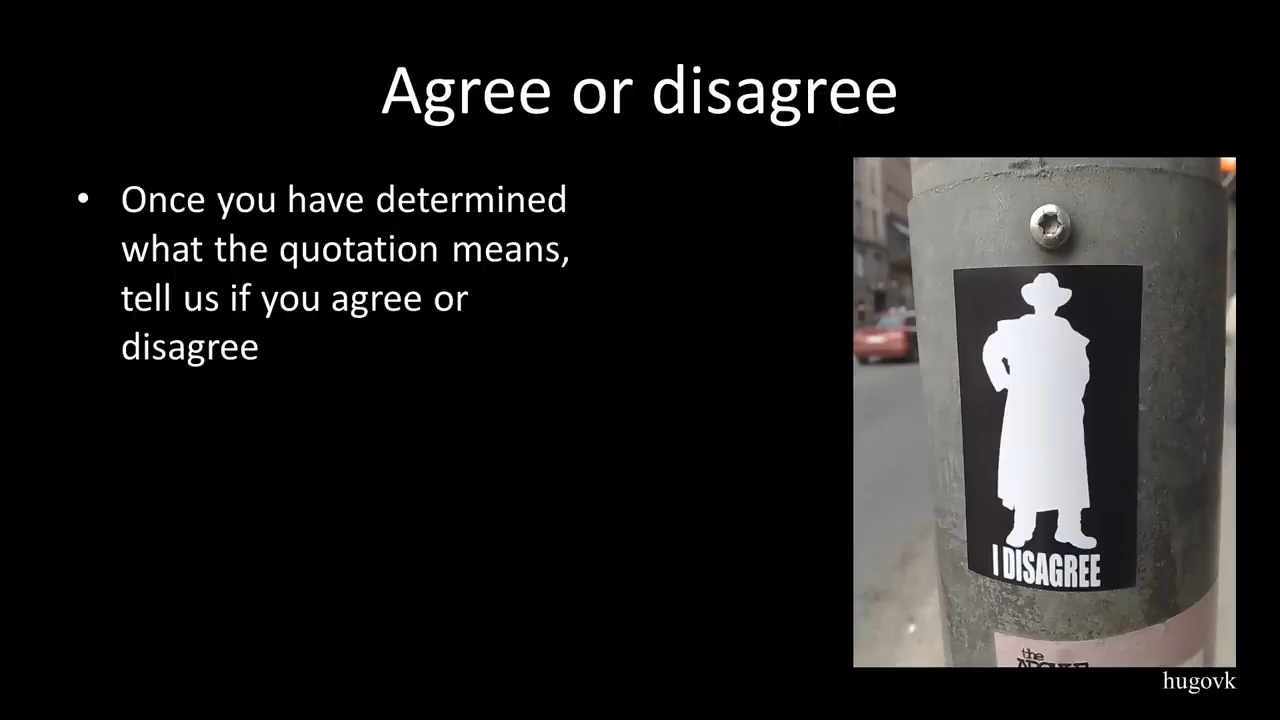 Agree or disagree
• Once you have determined
what the quotation means,
tell us if you agree or
disagree
I DISAGREE
the
hugovk